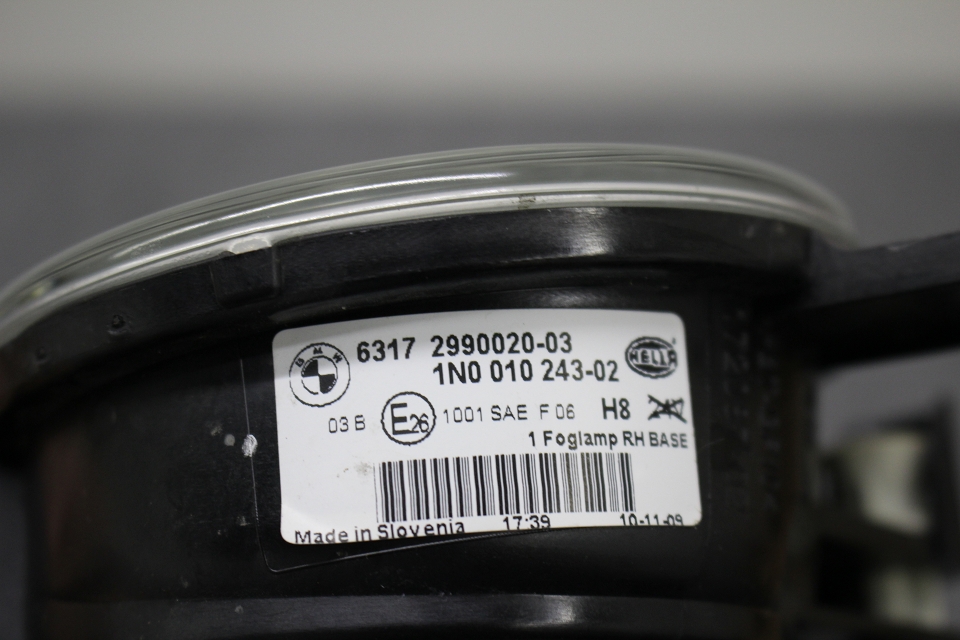 BMW 6317 2990020-03 HELLA
1N0 010 243-02
03 B E26 1001 SAE F 06 H8
1 Foglamp RH BASE
Made in Slovenia 17:39 10-11-09